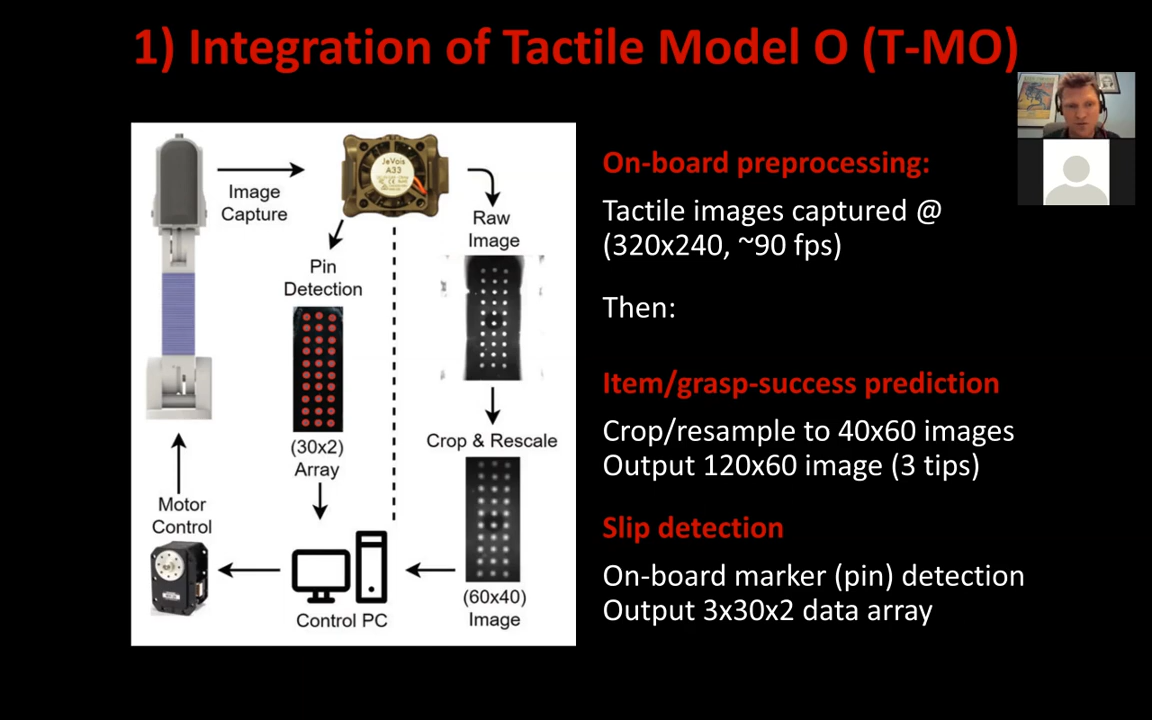 1) Integration of Tactile Model O (T-MO)
Image
Capture
JeVois
A33
Raw
Image
Pin
Detection
Crop & Rescale
(30x2)
Array
Motor
Control
Control PC
(60x40)
Image
On-board preprocessing:
Tactile images captured @
(320x240, ~90 fps)
Then:
Item/grasp-success prediction
Crop/resample to 40x60 images
Output 120x60 image (3 tips)
Slip detection
On-board marker (pin) detection
Output 3x30x2 data array